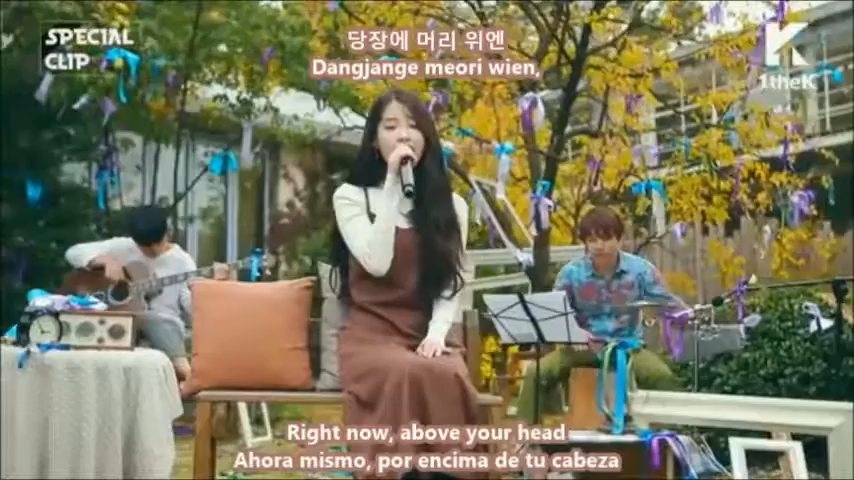 SPECIAL
CLIP
당장에 머리 위엔
Dangjange meori wien,
1theK
Right now, above your head
Ahora mismo, por encima de tu cabeza